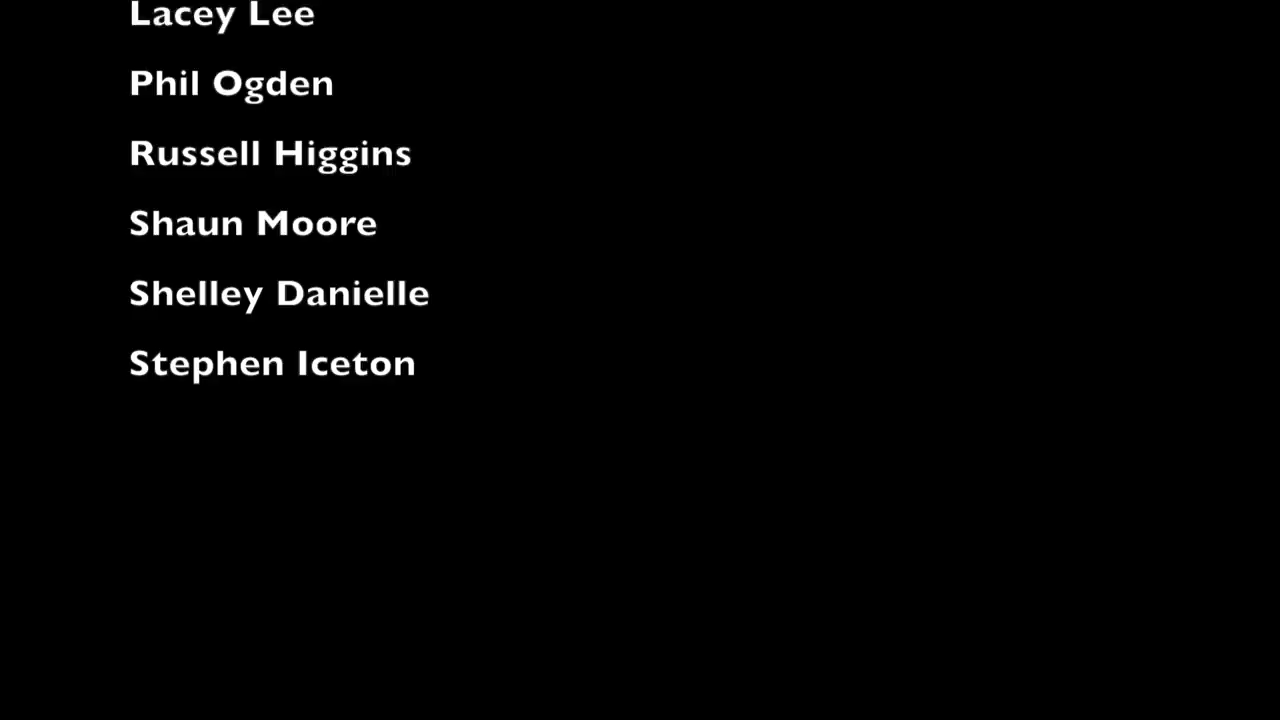 Lacey Lee
Phil Ogden
Russell Higgins
Shaun Moore
Shelley Danielle
Stephen Iceton